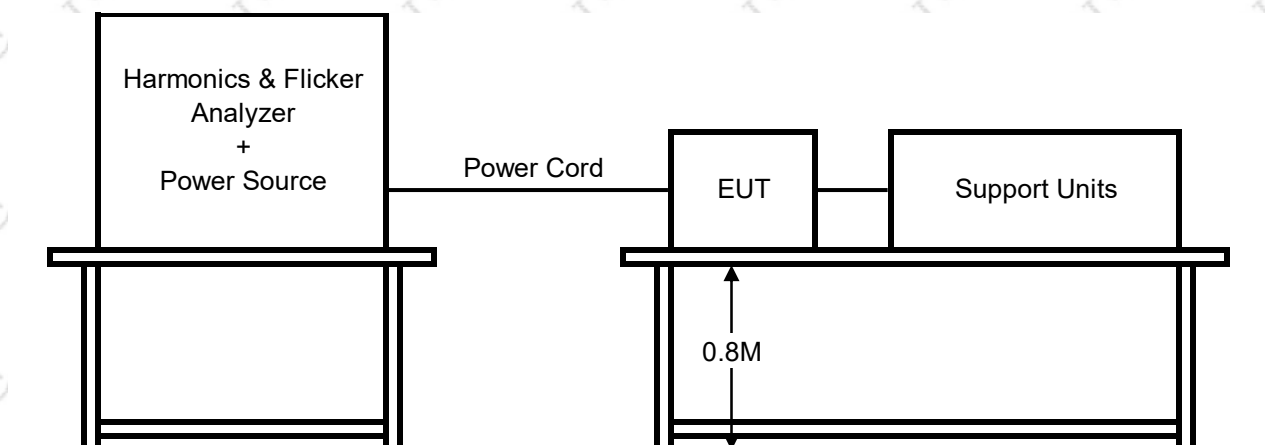 Harmonics & Flicker
Analyzer
+
Power Source
Power Cord
EUT
Support Units
0.8M